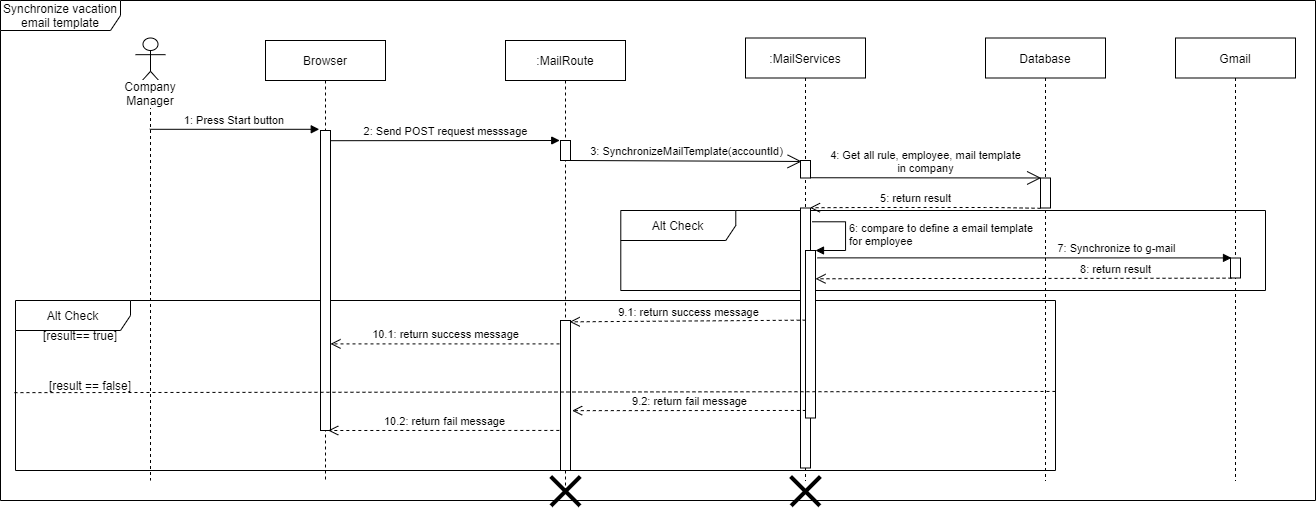 Synchronize vacation
email template
Browser
:MailRoute
:MailServices
Database
Gmail
Company
Manager
1: Press Start button
2: Send POST request messsage
3: SynchronizeMailTemplate(accountId)
4: Get all rule, employee, mail template
in company
5: return result
Alt Check
6: compare to define a email template
for employee
7: Synchronize to g-mail
8: return result
Alt Check
[result== true]
9.1: return success message
10.1: return success message
[result == false]
9.2: return fail message
10.2: return fail message